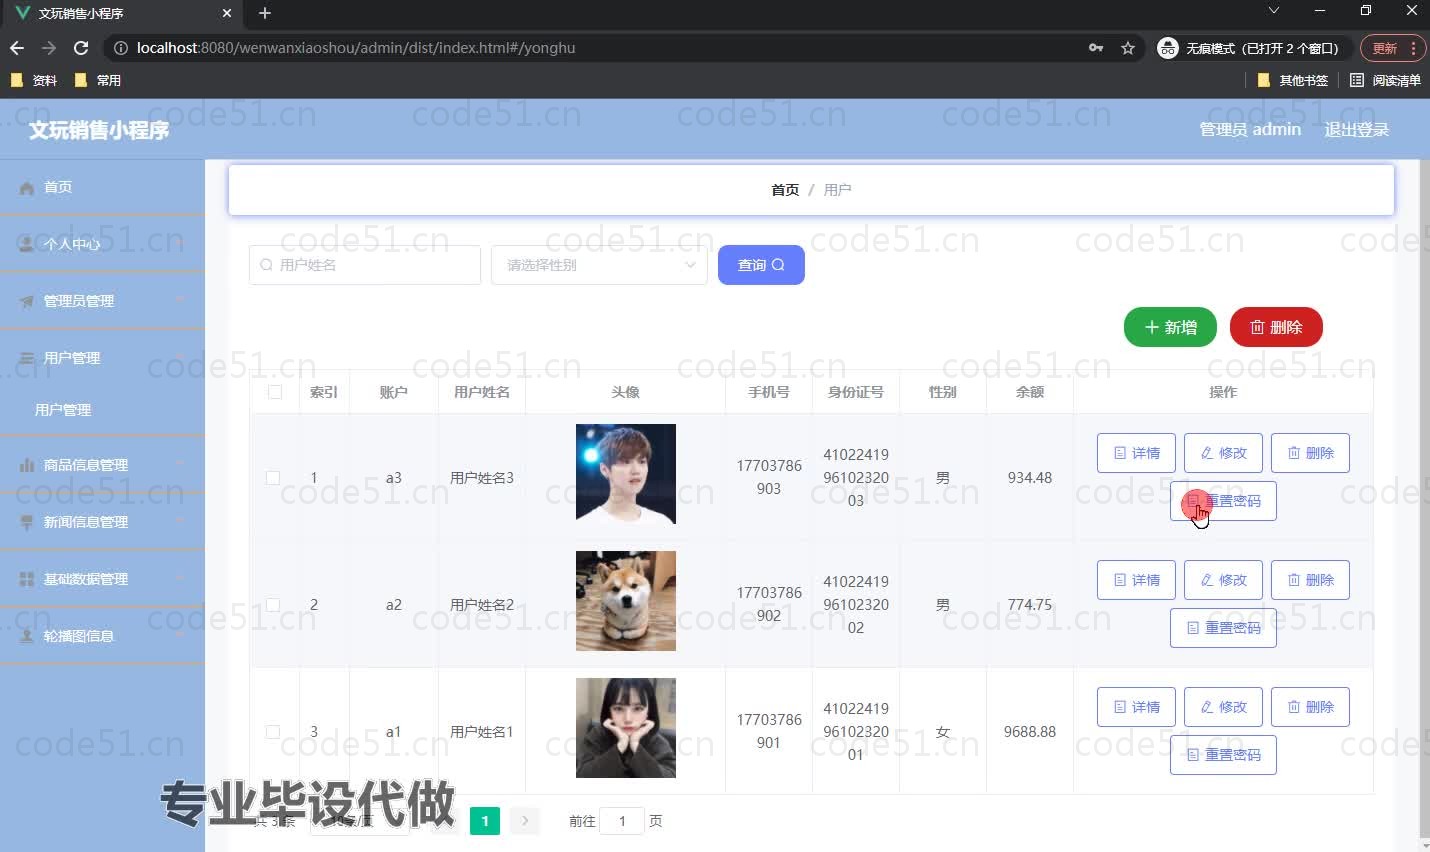 文玩销售小程序
localhost:8080/wenwanxiaoshou/admin/dist/index.html#/yonghu
无痕模式（已打开 2 个窗口）
更新
资料
常用
其他书签
阅读清单
文玩销售小程序
管理员 admin
退出登录
首页
个人中心
管理员管理
用户管理
用户管理
商品信息管理
新闻信息管理
基础数据管理
轮播图信息
首页 / 用户
用户姓名
请选择性别
查询
新增
删除
索引 账户 用户姓名 头像 手机号 身份证号 性别 余额 操作
1 a3 用户姓名3 17703786903 410224199610232003 男 934.48
详情 修改 删除
重置密码
2 a2 用户姓名2 17703786902 410224199610232002 男 774.75
详情 修改 删除
重置密码
3 a1 用户姓名1 17703786901 410224199610232001 女 9688.88
详情 修改 删除
重置密码
共 3 条 10条/页 1 前往 1 页
专业毕设代做
code51.cn